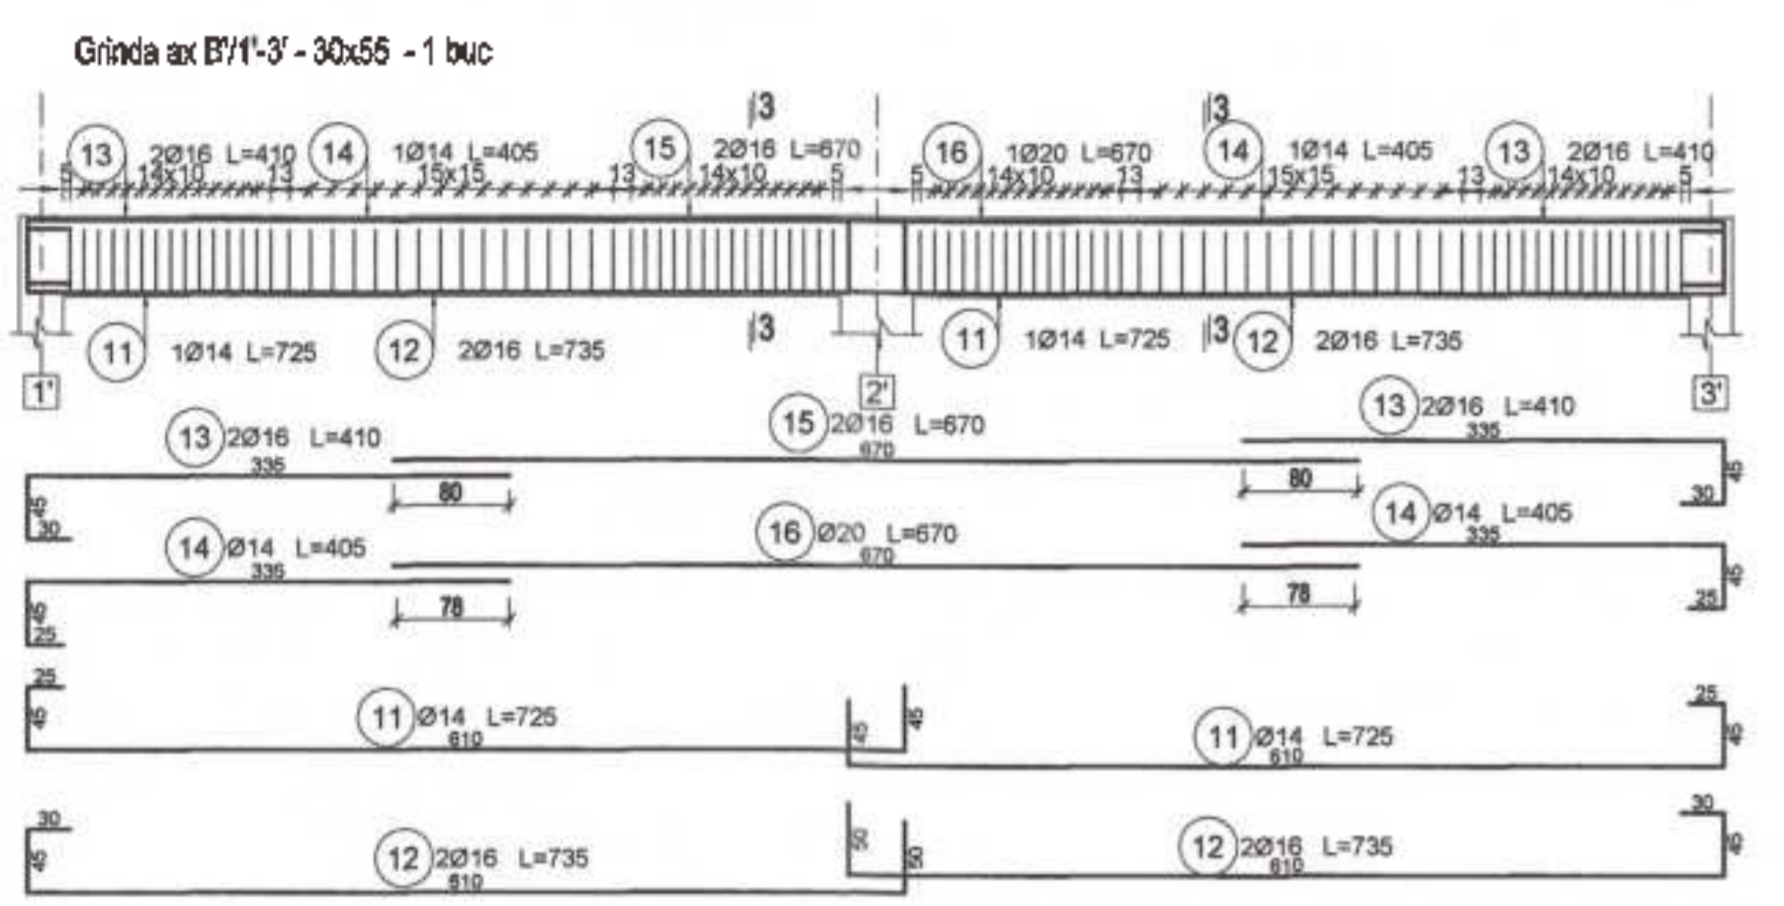 Grinda ax B'/1'-3' - 30x55 - 1 buc
3 3
13 2Ø16 L=410 14 1Ø14 L=405 15 2Ø16 L=670 16 1Ø20 L=670 14 1Ø14 L=405 13 2Ø16 L=410
5 14x10 13 15x15 13 14x10 5 5 14x10 13 15x15 13 14x10 5
11 1Ø14 L=725 12 2Ø16 L=735 3 11 1Ø14 L=725 3 12 2Ø16 L=735
1' 2' 3'
13 2Ø16 L=410 15 2Ø16 L=670 13 2Ø16 L=410
335 670 335
45 80 80 45
30 30
14 Ø14 L=405 16 Ø20 L=670 14 Ø14 L=405
335 670 335
45 78 78 45
25 25
25 25
11 Ø14 L=725 11 Ø14 L=725
45 610 45 45 610 45
30 30
12 2Ø16 L=735 12 2Ø16 L=735
45 610 50 50 610 45